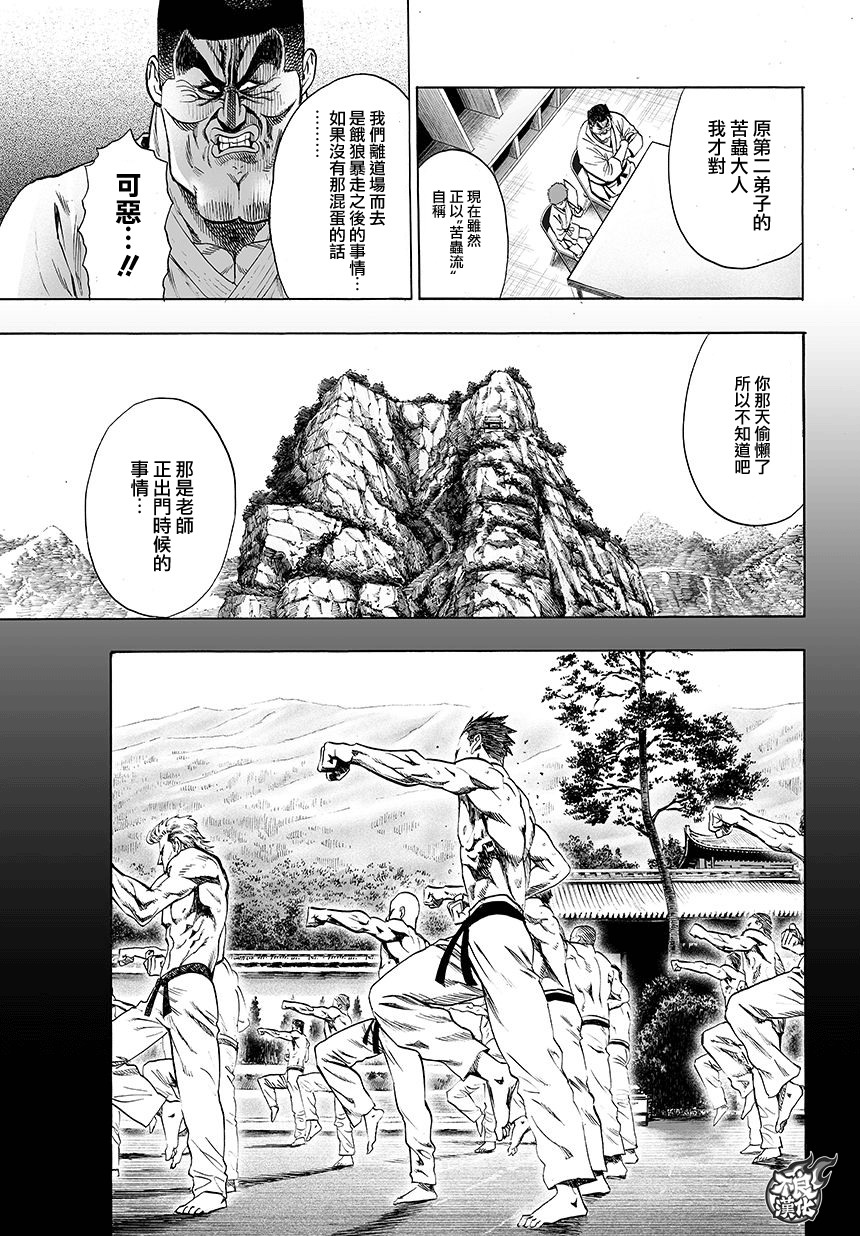 原第二弟子的
苦蟲大人
我才對
現在雖然
正以“苦蟲流“
自稱
我們離道場而去
是餓狼暴走之後的事情…
如果沒有那混蛋的話
………
可惡…!!
你那天偷懶了
所以不知道吧
那是老師
正出門時候的
事情…
狼
漢化